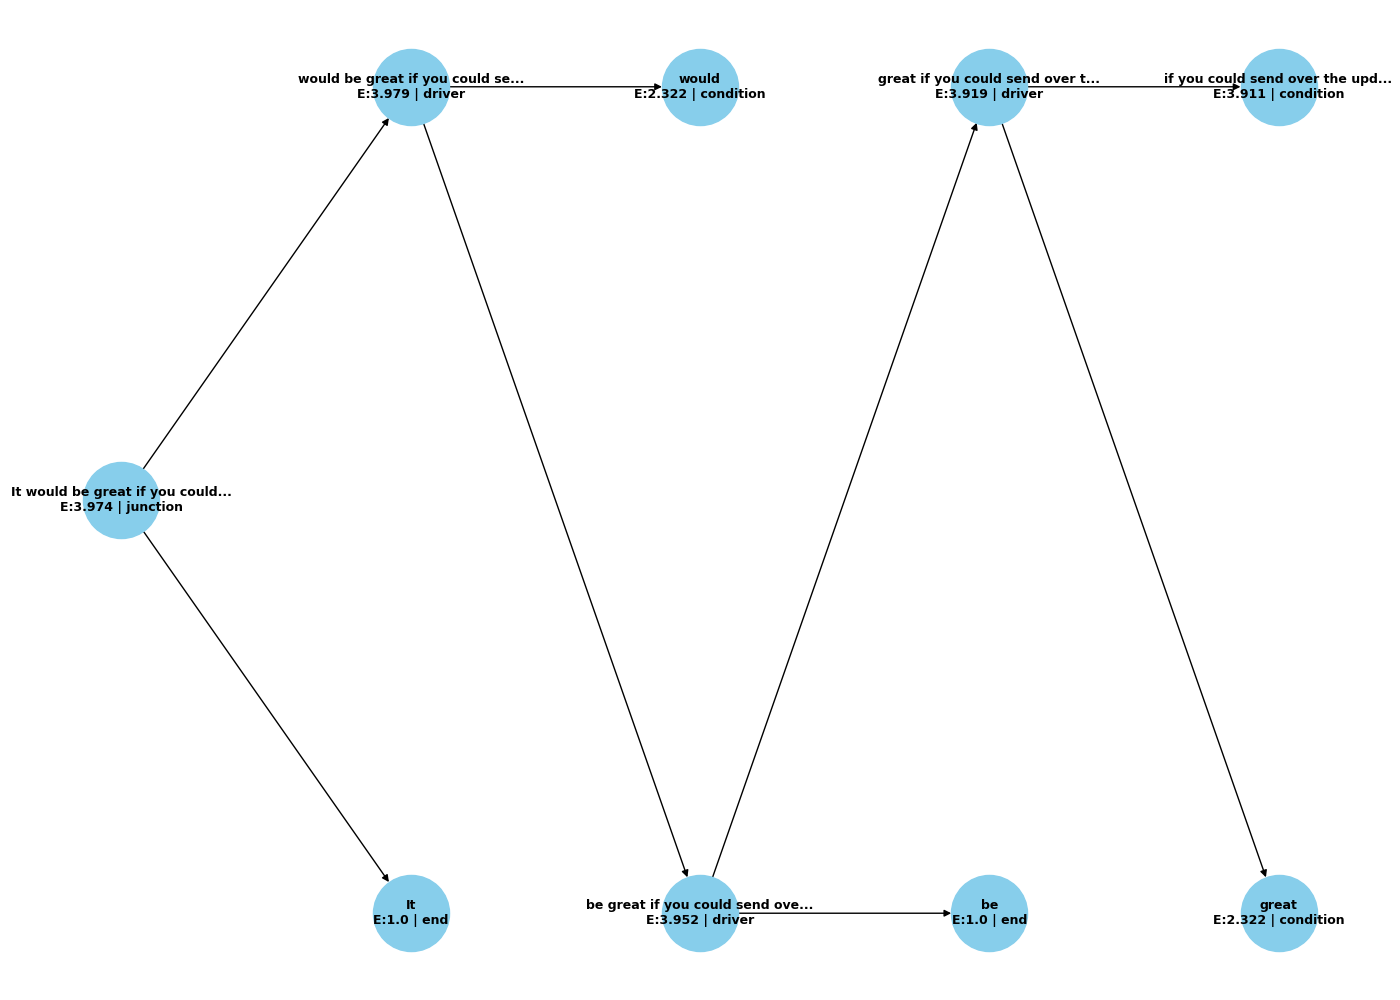 would be great if you could se...
E:3.979 | driver
would
E:2.322 | condition
great if you could send over t...
E:3.919 | driver
if you could send over the upd...
E:3.911 | condition
It would be great if you could...
E:3.974 | junction
It
E:1.0 | end
be great if you could send ove...
E:3.952 | driver
be
E:1.0 | end
great
E:2.322 | condition